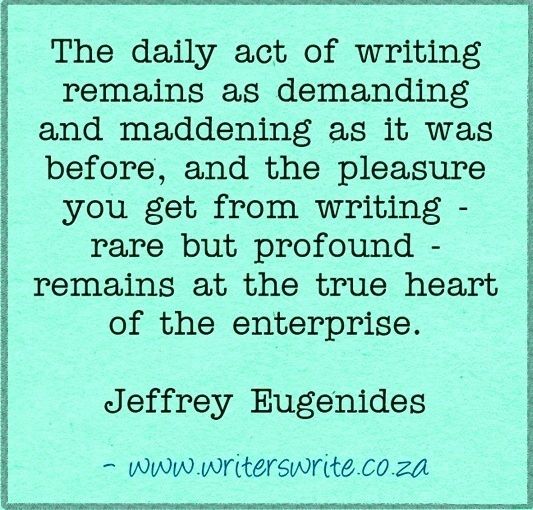 The daily act of writing
remains as demanding
and maddening as it was
before, and the pleasure
you get from writing -
rare but profound -
remains at the true heart
of the enterprise.
Jeffrey Eugenides
- www.writerswrite.co.za